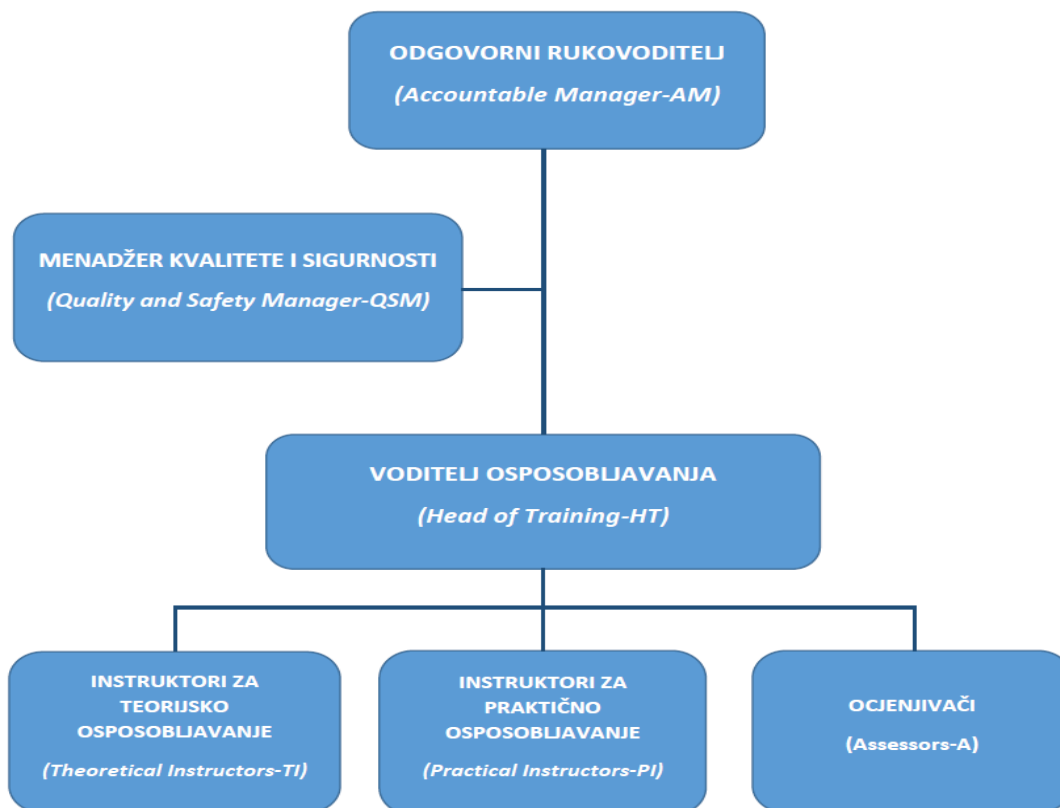 ODGOVORNI RUKOVODITELJ
(Accountable Manager-AM)
MENADŽER KVALITETE I SIGURNOSTI
(Quality and Safety Manager-QSM)
VODITELJ OSPOSOBLJAVANJA
(Head of Training-HT)
INSTRUKTORI ZA
TEORIJSKO
OSPOSOBLJAVANJE
(Theoretical Instructors-TI)
INSTRUKTORI ZA
PRAKTIČNO
OSPOSOBLJAVANJE
(Practical Instructors-PI)
OCJENJIVAČI
(Assessors-A)